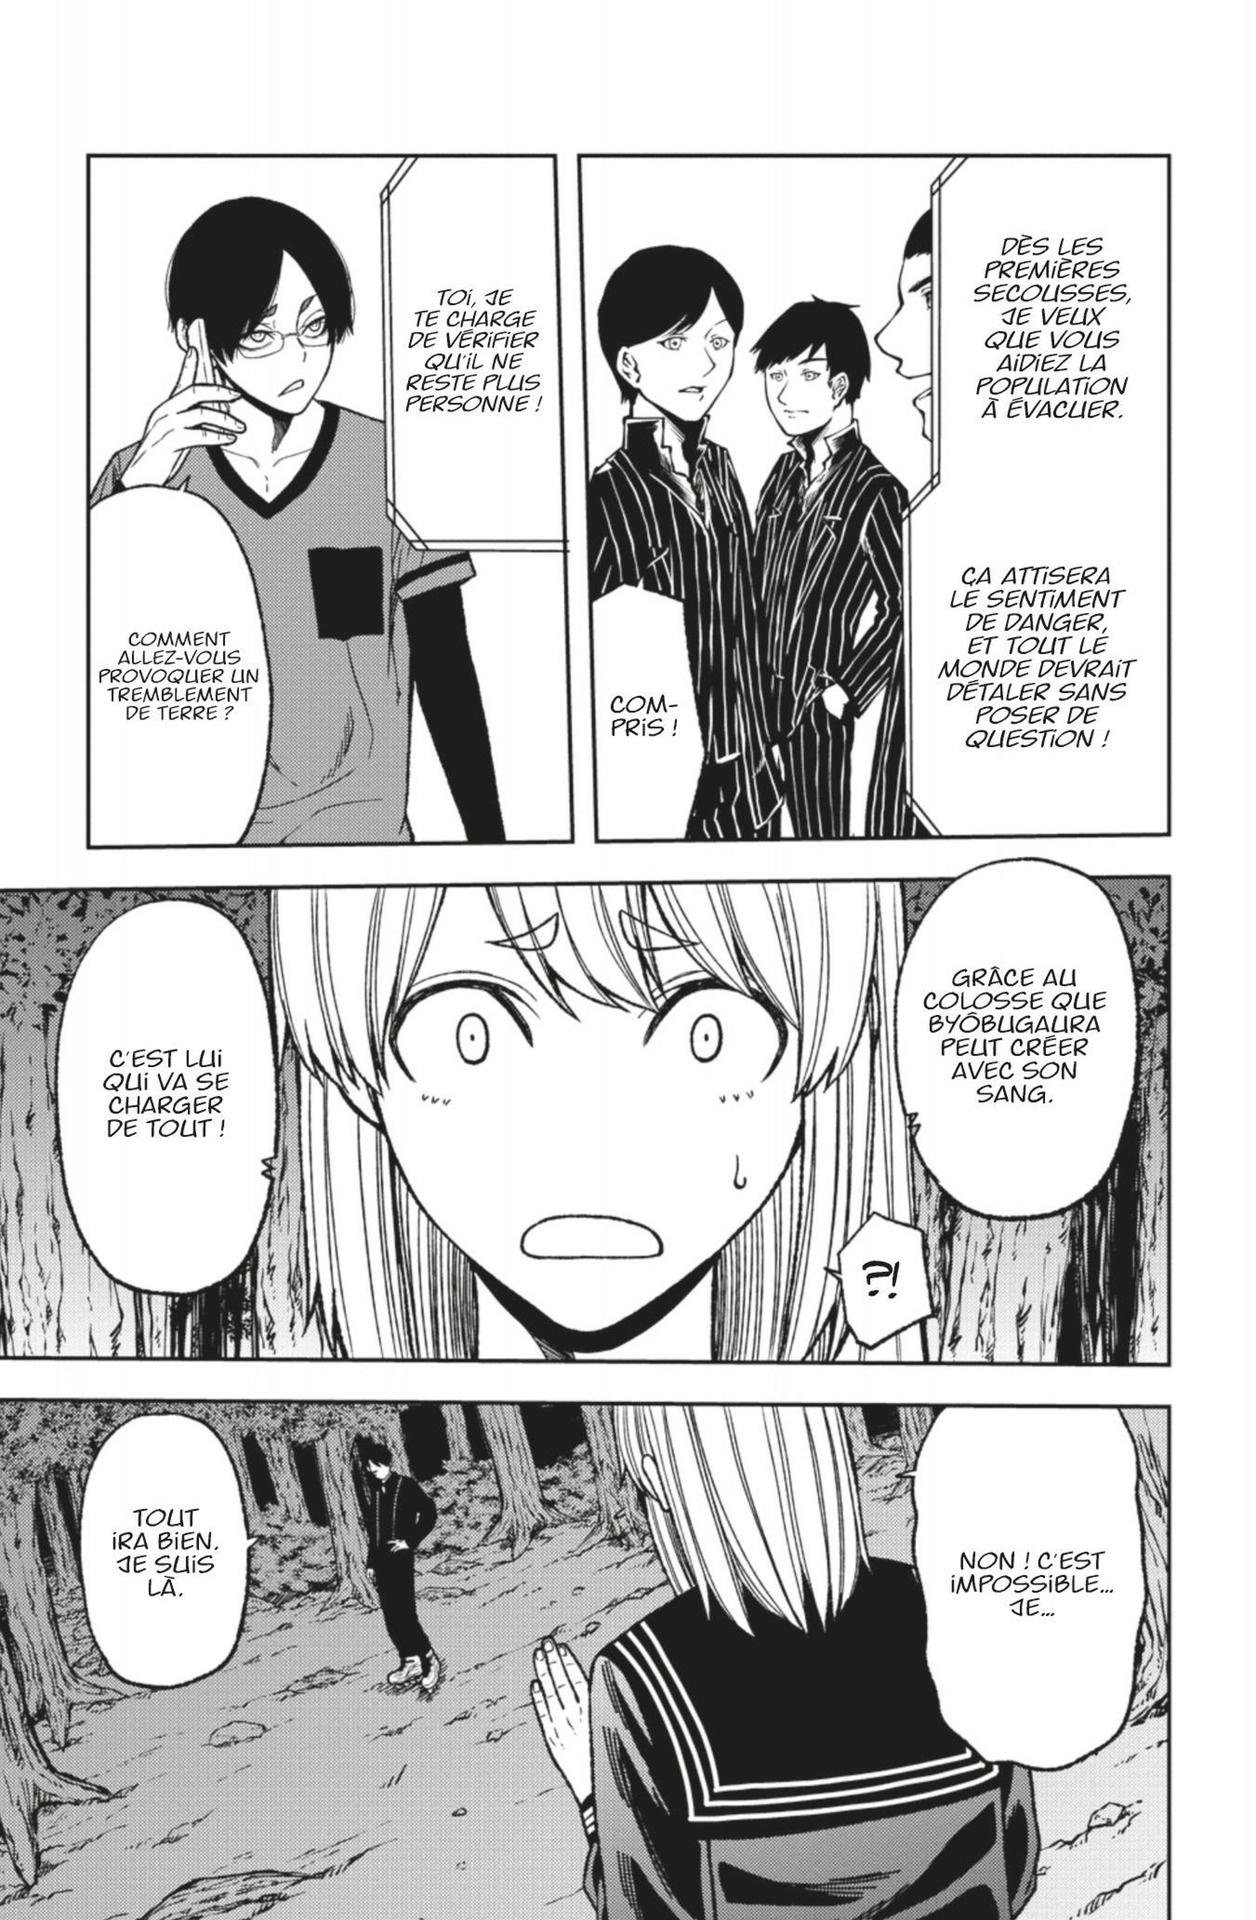 DÈS LES
PREMIÈRES
SECOUSSES,
JE VEUX
QUE VOUS
AIDIEZ LA
POPULATION
À ÉVACUER.
ÇA ATTISERA
LE SENTIMENT
DE DANGER,
ET TOUT LE
MONDE DEVRAIT
DÉTALER SANS
POSER DE
QUESTION !
COM-
PRIS !
TOI, JE
TE CHARGE
DE VÉRIFIER
QU'IL NE
RESTE PLUS
PERSONNE !
COMMENT
ALLEZ-VOUS
PROVOQUER UN
TREMBLEMENT
DE TERRE ?
GRÂCE AU
COLOSSE QUE
BYÔBUGAURA
PEUT CRÉER
AVEC SON
SANG.
?!
C'EST LUI
QUI VA SE
CHARGER
DE TOUT !
NON ! C'EST
IMPOSSIBLE...
JE...
TOUT
IRA BIEN.
JE SUIS
LÀ.